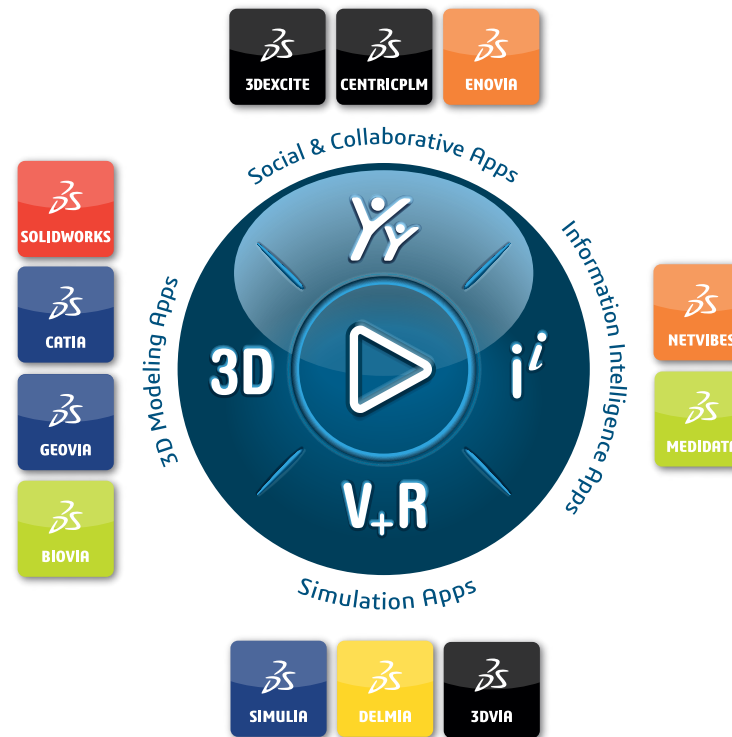 3DEXCITE
CENTRICPLM
ENOVIA
Social & Collaborative Apps
SOLIDWORKS
CATIA
GEOVIA
BIOVIA
3D Modeling Apps
3D
i i
V+R
Information Intelligence Apps
NETVIBES
MEDIDATA
Simulation Apps
SIMULIA
DELMIA
3DVIA